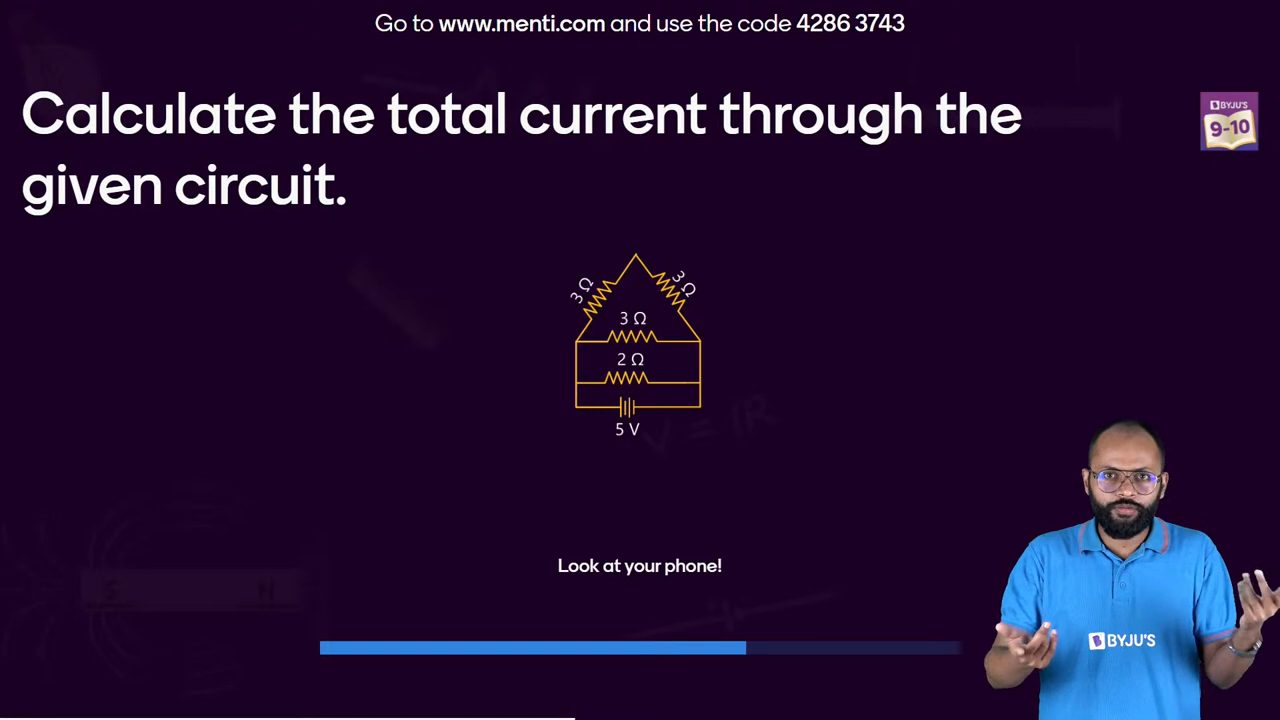 Go to www.menti.com and use the code 4286 3743
Calculate the total current through the
given circuit.
BYJU'S
9-10
3 Ω
3 Ω
3 Ω
2 Ω
5 V
V = IR
Look at your phone!
S
N
BYJU'S